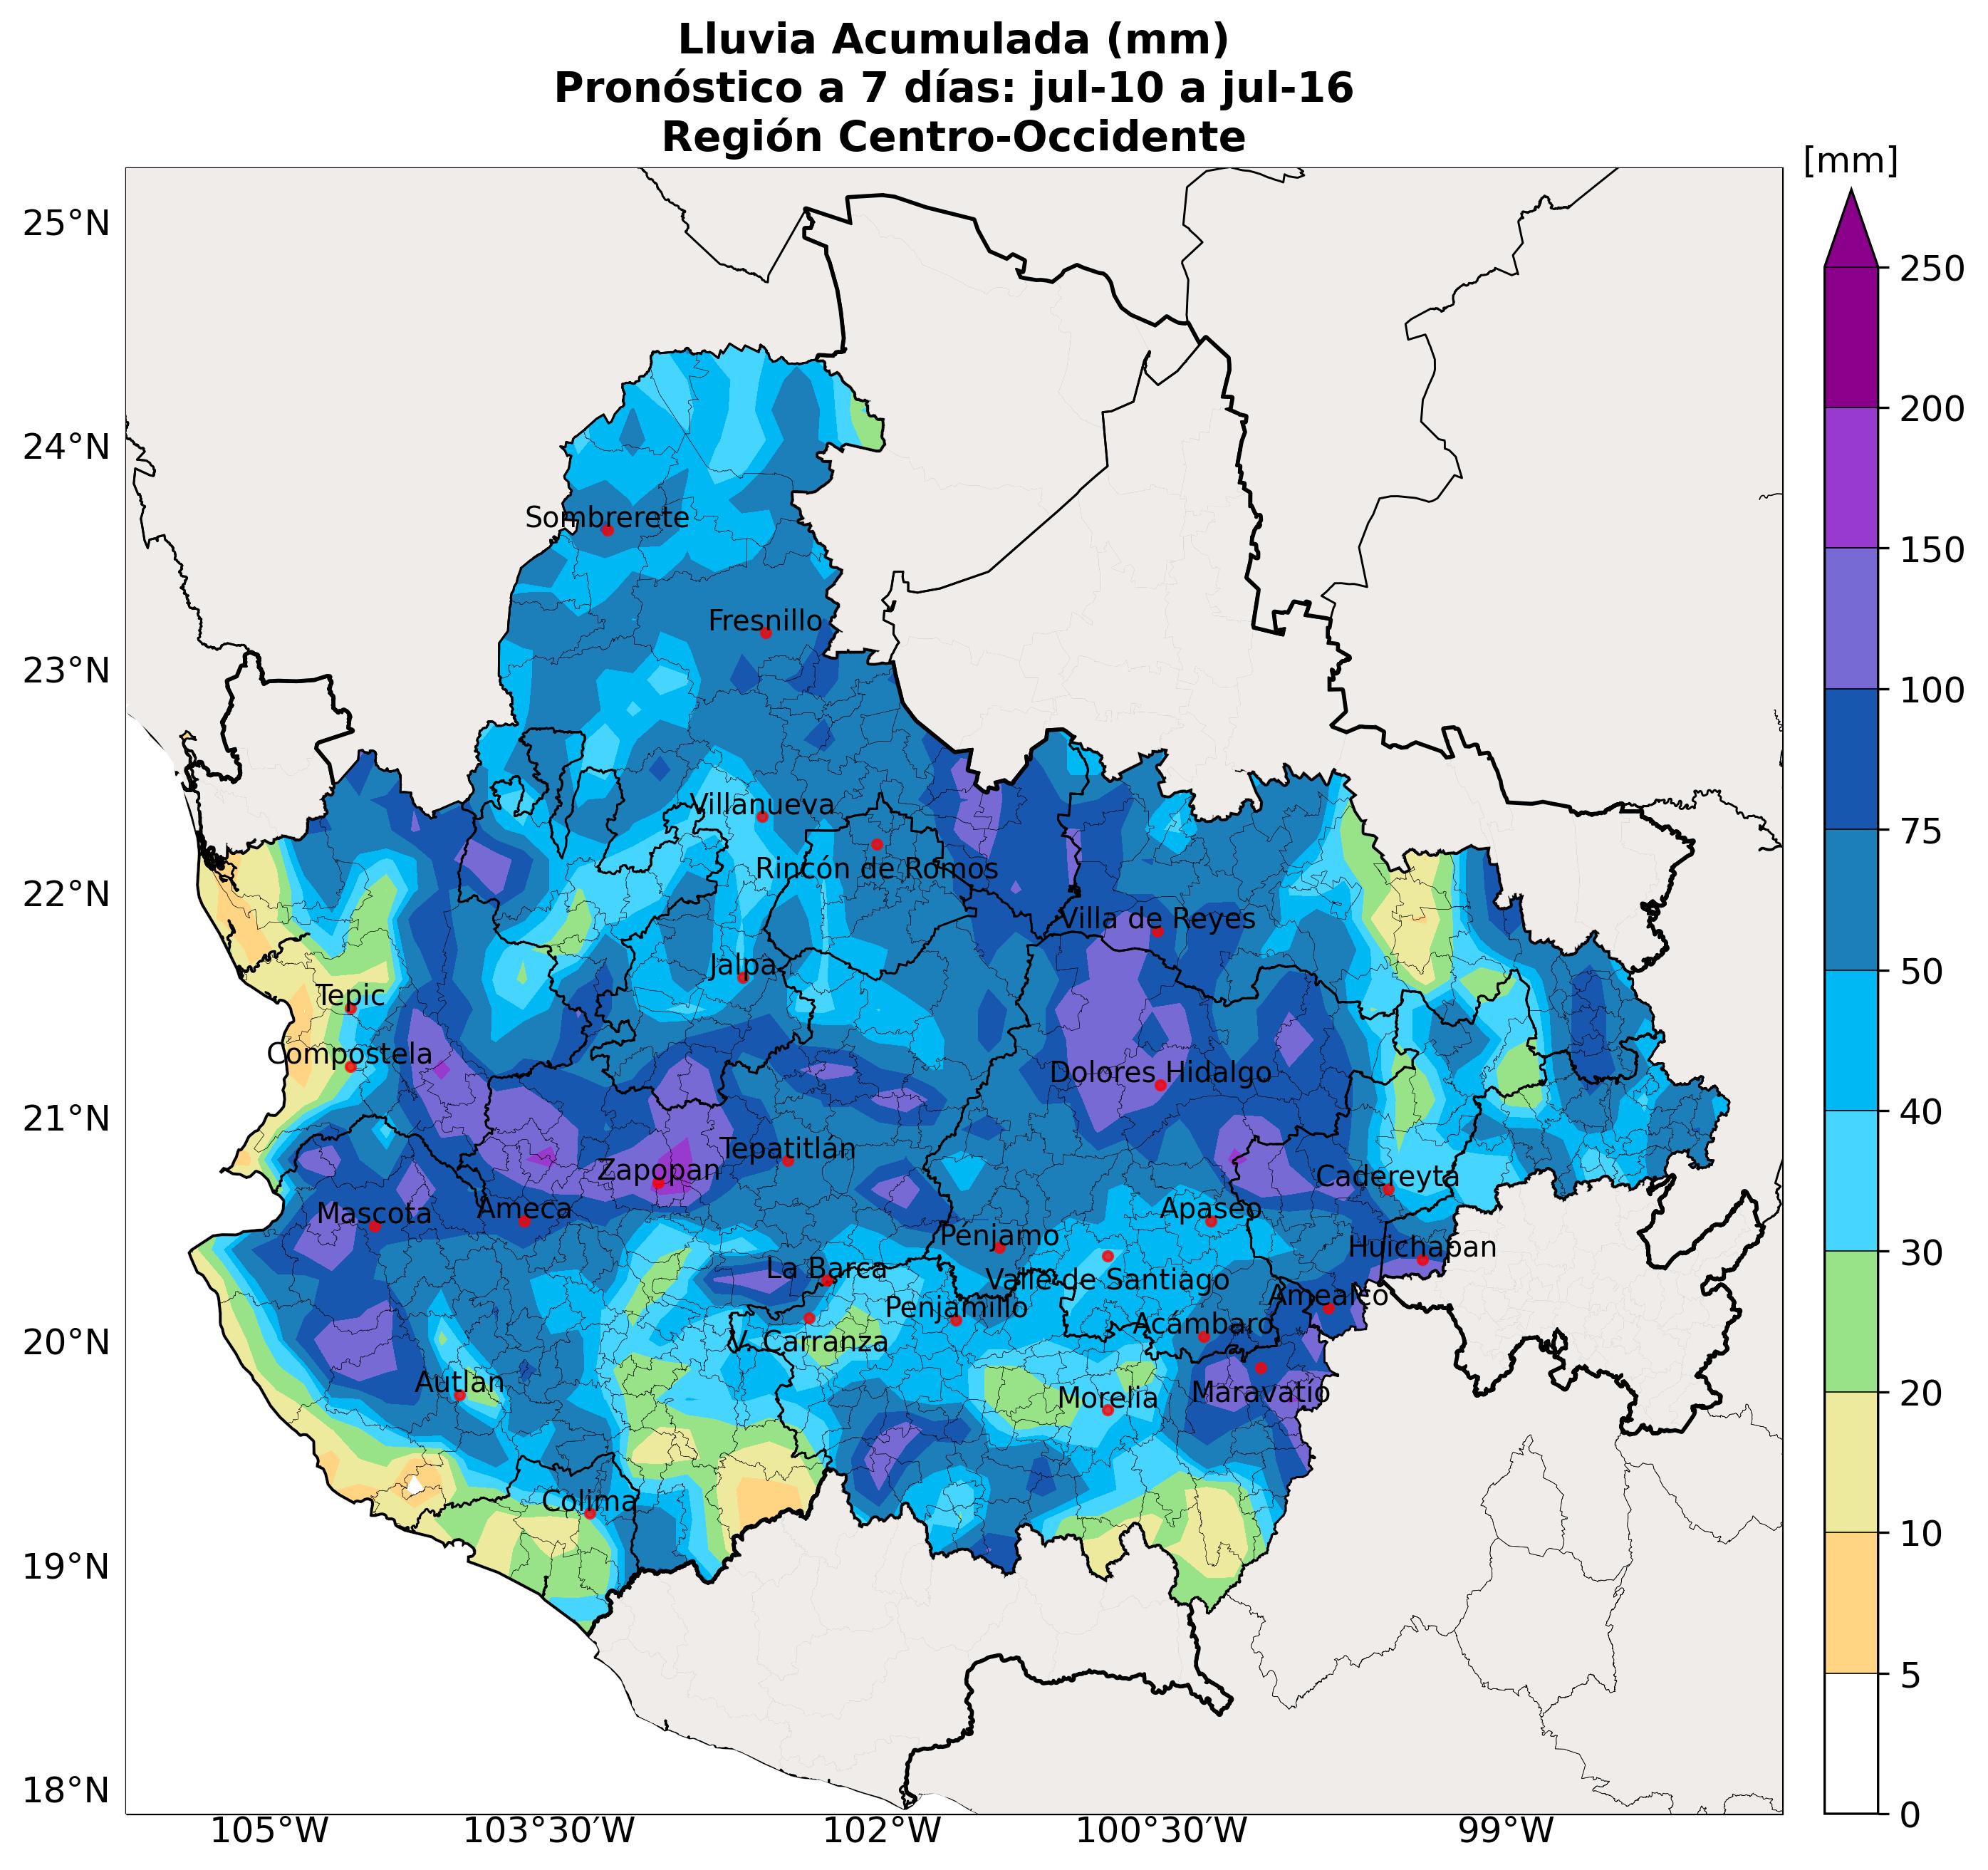 Lluvia Acumulada (mm)
Pronóstico a 7 días: jul-10 a jul-16
Región Centro-Occidente
[mm]
25°N
24°N
23°N
22°N
21°N
20°N
19°N
18°N
105°W
103°30'W
102°W
100°30'W
99°W
250
200
150
100
75
50
40
30
20
10
5
0
Sombrerete
Fresnillo
Villanueva
Rincón de Romos
Villa de Reyes
Jalpa
Tepic
Compostela
Dolores Hidalgo
Tepatitlán
Zapopan
Cadereyta
Mascota
Ameca
Apaseo
Pénjamo
Huichapan
La Barca
Valle de Santiago
Amealco
Penjamillo
Acámbaro
V. Carranza
Autlan
Maravatío
Morelia
Colima